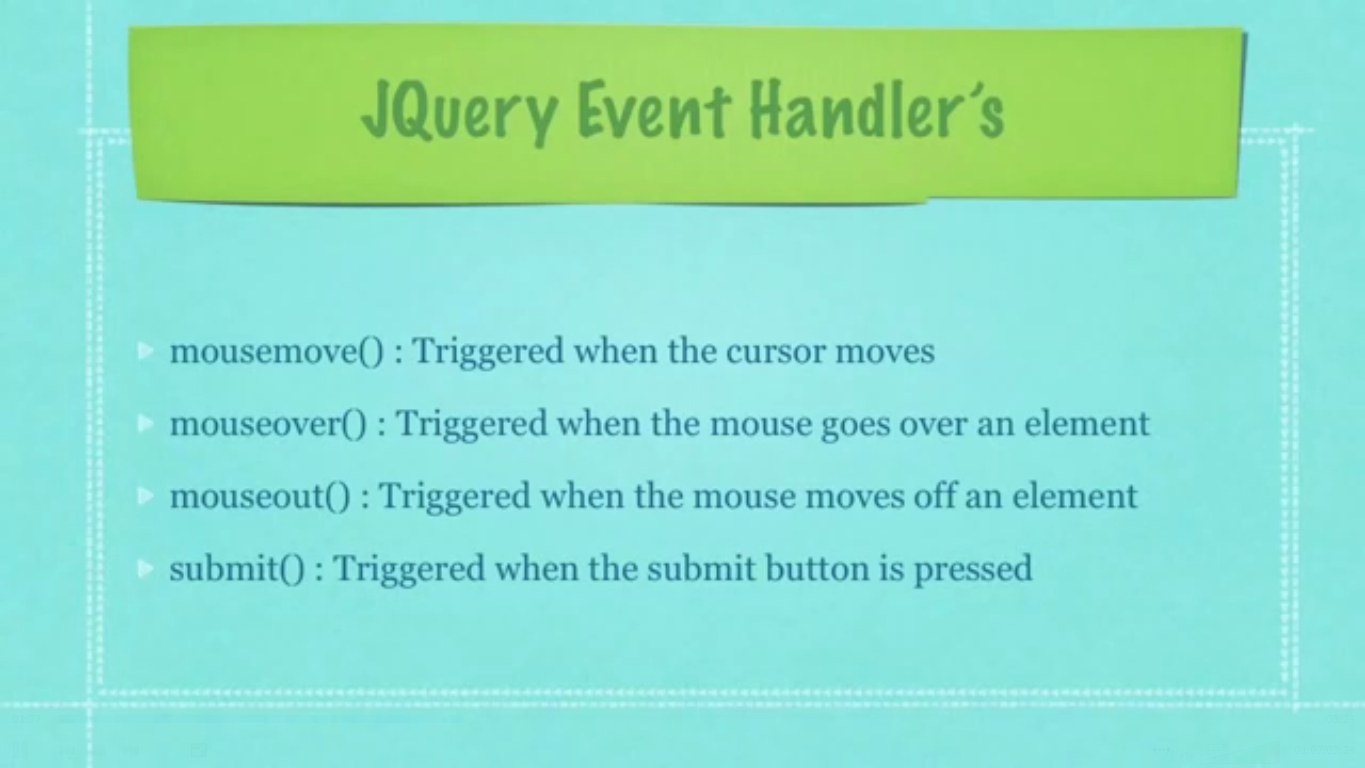 JQuery Event Handler’s
mousemove() : Triggered when the cursor moves
mouseover() : Triggered when the mouse goes over an element
mouseout() : Triggered when the mouse moves off an element
submit() : Triggered when the submit button is pressed